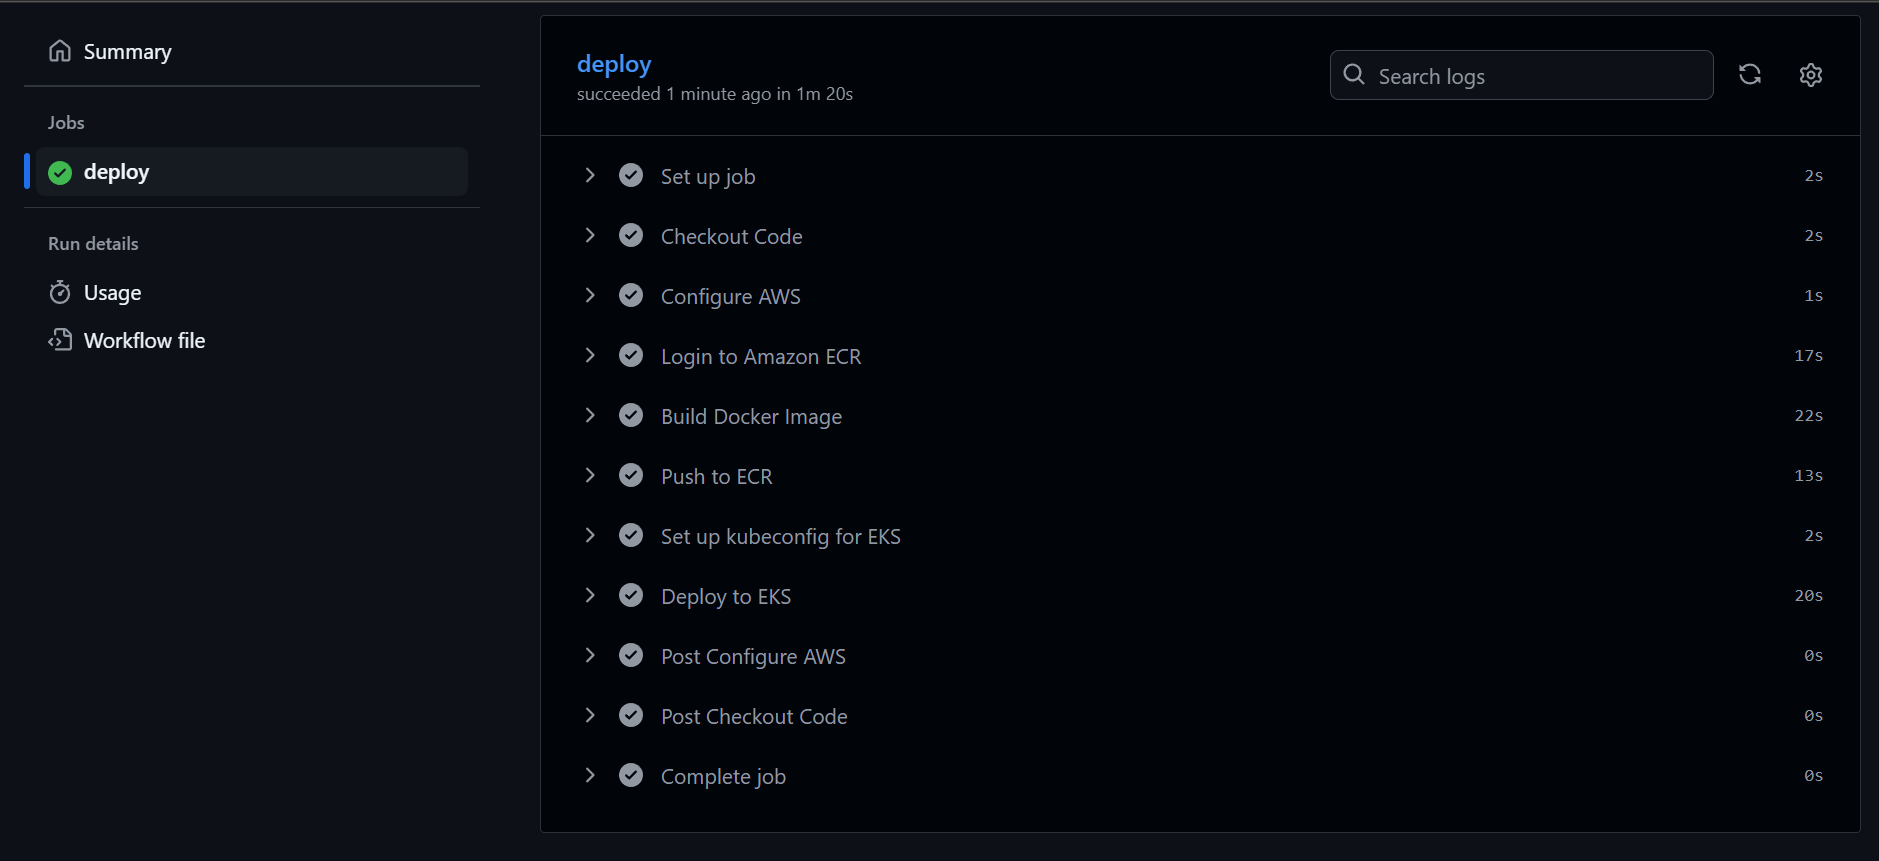 Summary
Jobs
deploy
Run details
Usage
Workflow file
deploy
succeeded 1 minute ago in 1m 20s
Search logs
Set up job 2s
Checkout Code 2s
Configure AWS 1s
Login to Amazon ECR 17s
Build Docker Image 22s
Push to ECR 13s
Set up kubeconfig for EKS 2s
Deploy to EKS 20s
Post Configure AWS 0s
Post Checkout Code 0s
Complete job 0s